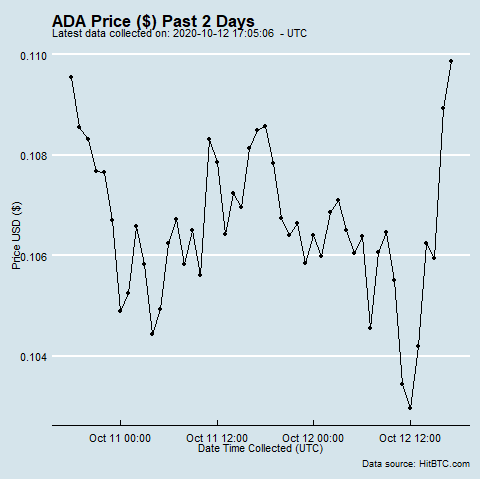 ADA Price ($) Past 2 Days
Latest data collected on: 2020-10-12 17:05:06  - UTC
0.110
0.108
0.106
0.104
Price USD ($)
Oct 11 00:00
Oct 11 12:00
Oct 12 00:00
Oct 12 12:00
Date Time Collected (UTC)
Data source: HitBTC.com